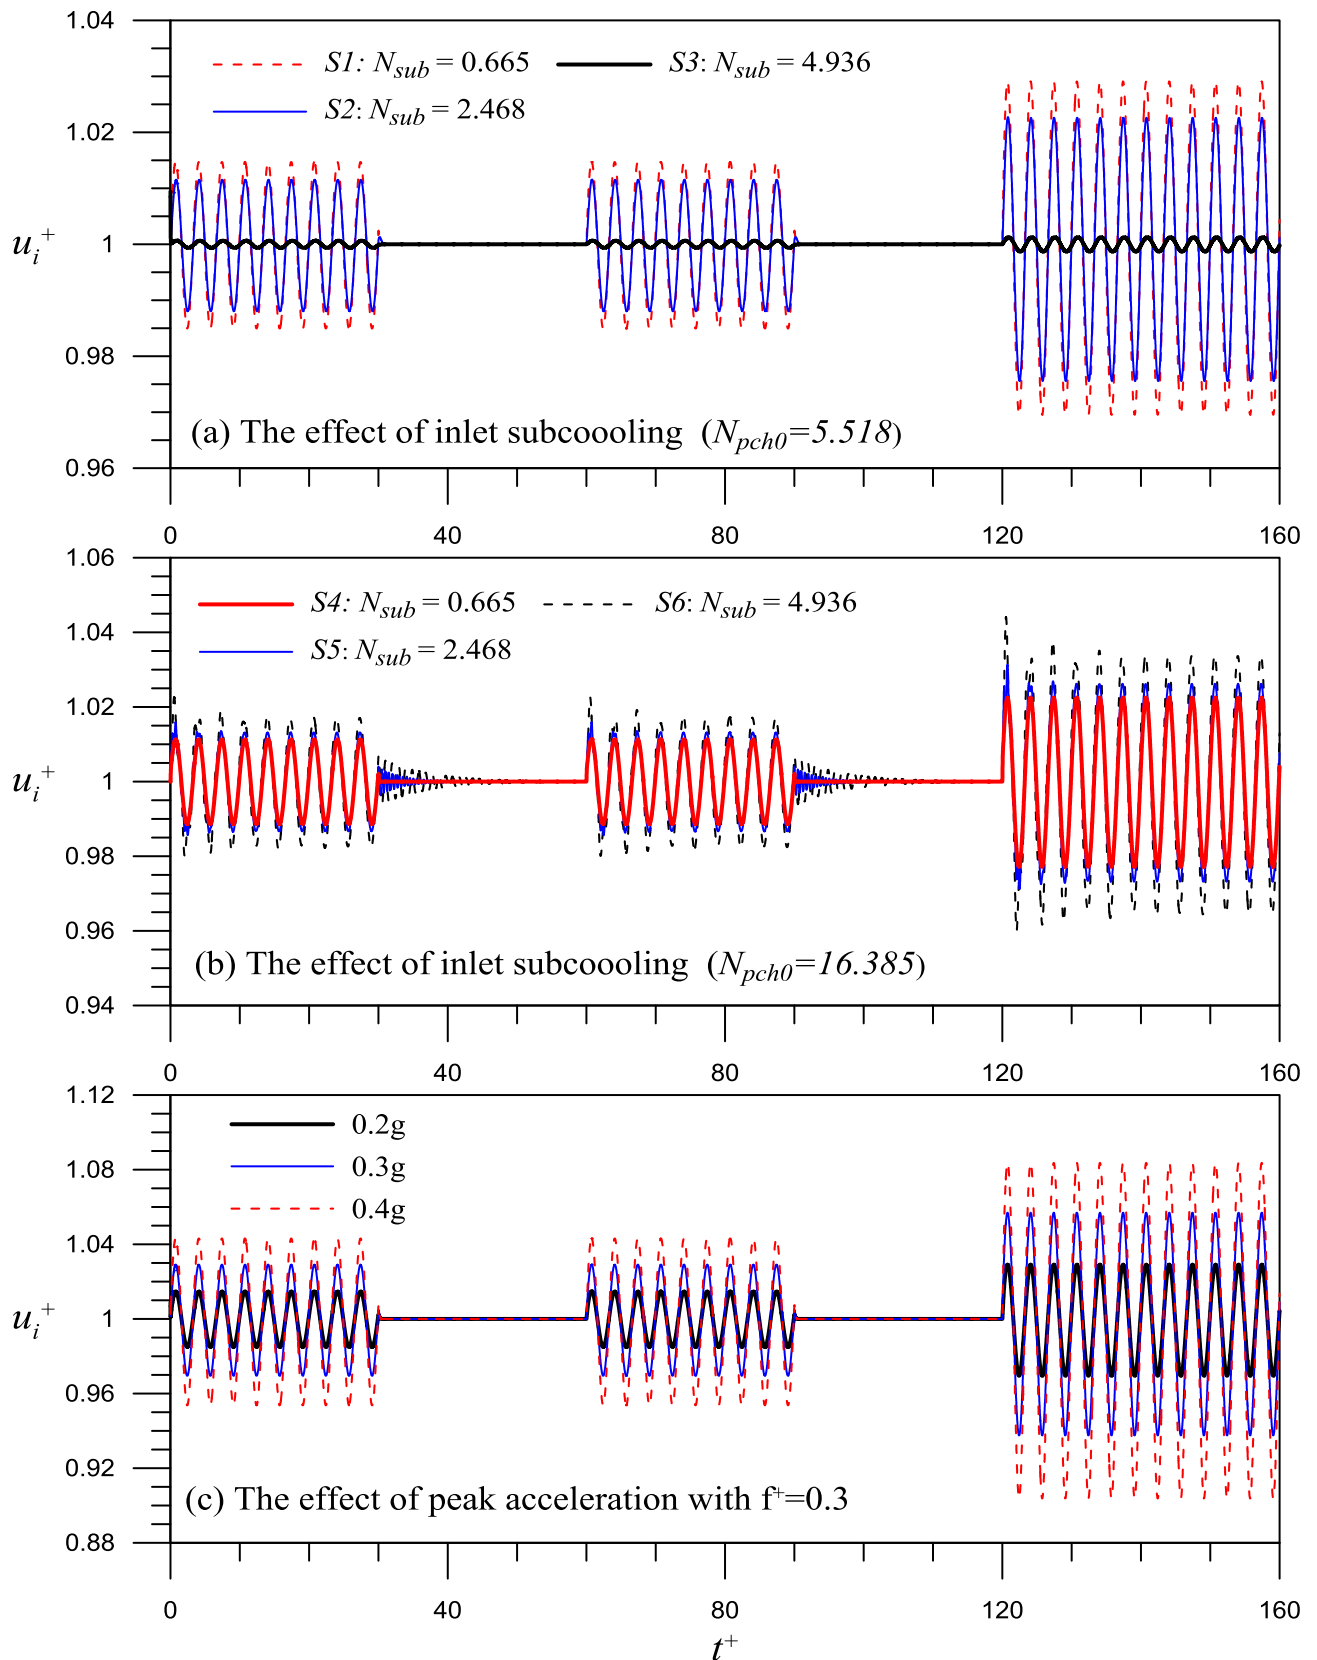 1.04
S1: Nsub = 0.665 S3: Nsub = 4.936
S2: Nsub = 2.468
1.02
ui+ 1
0.98
(a) The effect of inlet subcoooling (Npch0=5.518)
0.96
0 40 80 120 160
1.06
S4: Nsub = 0.665 S6: Nsub = 4.936
1.04
S5: Nsub = 2.468
1.02
ui+ 1
0.98
0.96
(b) The effect of inlet subcoooling (Npch0=16.385)
0.94
0 40 80 120 160
1.12
0.2g
1.08
0.3g
0.4g
1.04
ui+ 1
0.96
0.92
(c) The effect of peak acceleration with f+=0.3
0.88
0 40 80 120 160
t+